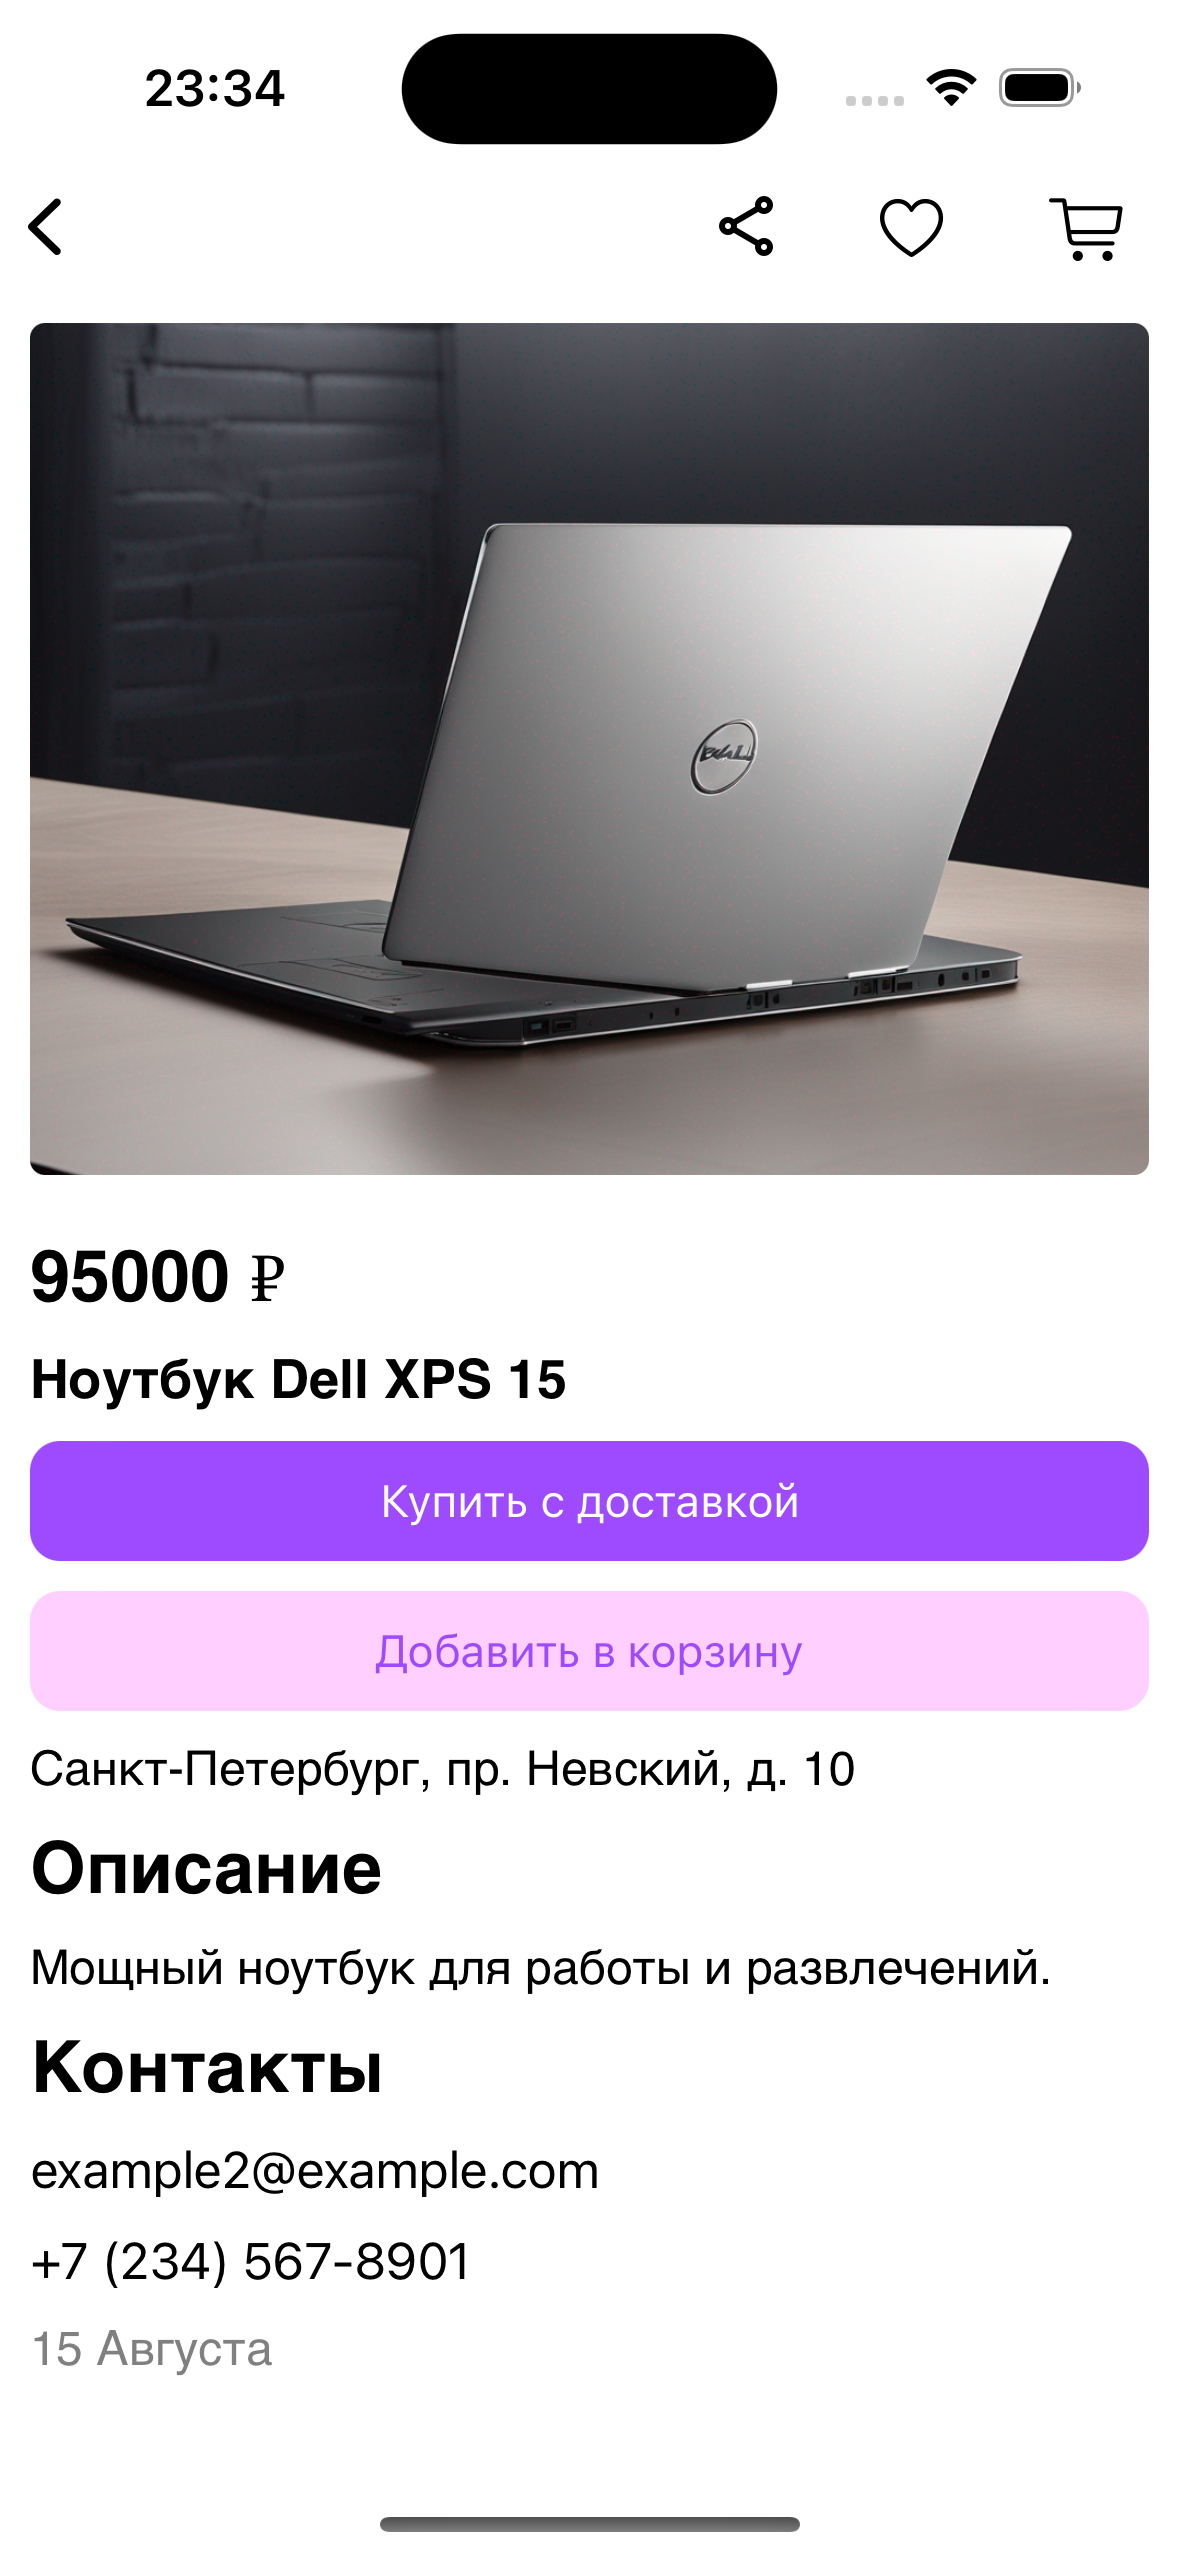 23:34
95000 ₽
Ноутбук Dell XPS 15
Купить с доставкой
Добавить в корзину
Санкт-Петербург, пр. Невский, д. 10
Описание
Мощный ноутбук для работы и развлечений.
Контакты
example2@example.com
+7 (234) 567-8901
15 Августа